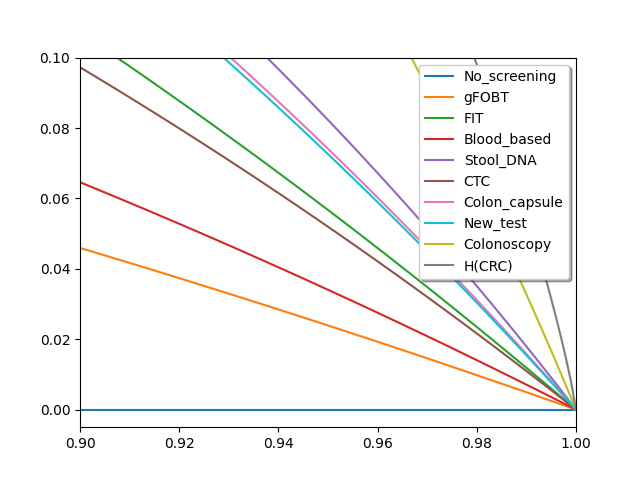 0.10
0.08
0.06
0.04
0.02
0.00
0.90
0.92
0.94
0.96
0.98
1.00
No_screening
gFOBT
FIT
Blood_based
Stool_DNA
CTC
Colon_capsule
New_test
Colonoscopy
H(CRC)